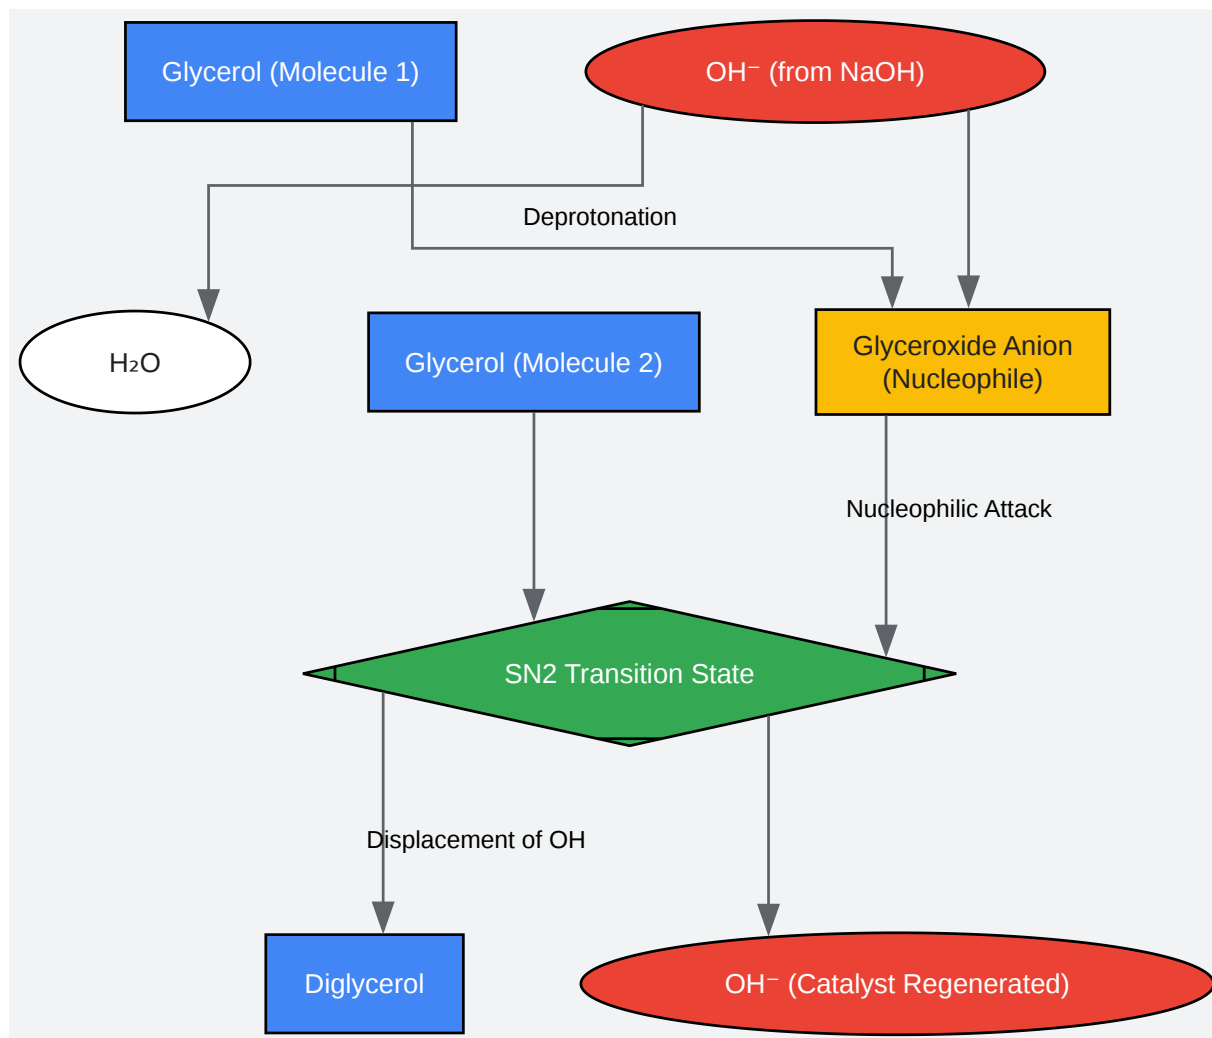 Glycerol (Molecule 1)
OH⁻ (from NaOH)
Deprotonation
H₂O
Glycerol (Molecule 2)
Glyceroxide Anion
(Nucleophile)
Nucleophilic Attack
SN2 Transition State
Displacement of OH
Diglycerol
OH⁻ (Catalyst Regenerated)